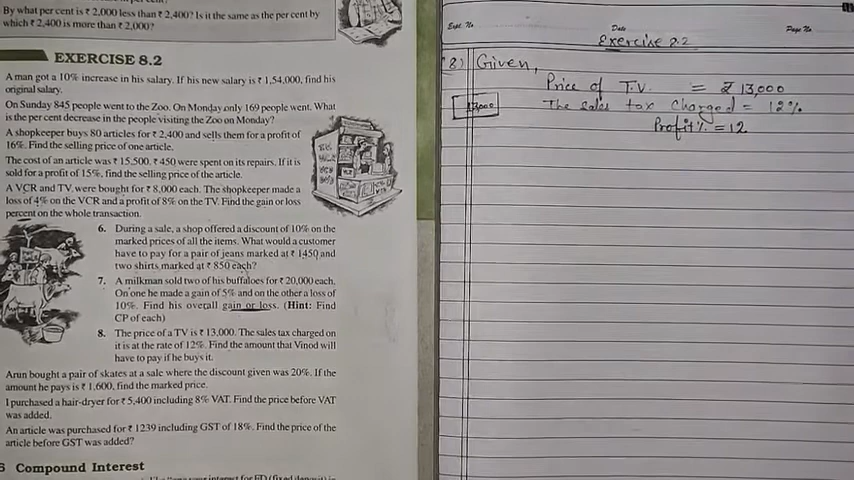 By what per cent is ₹ 2,000 less than ₹ 2,400? Is it the same as the per cent by
which ₹ 2,400 is more than ₹ 2,000?
EXERCISE 8.2
A man got a 10% increase in his salary. If his new salary is ₹ 1,54,000, find his
original salary.
On Sunday 845 people went to the Zoo. On Monday only 169 people went. What
is the per cent decrease in the people visiting the Zoo on Monday?
A shopkeeper buys 80 articles for ₹ 2,400 and sells them for a profit of
16%. Find the selling price of one article.
The cost of an article was ₹ 15,500. ₹ 450 were spent on its repairs. If it is
sold for a profit of 15%, find the selling price of the article.
A VCR and TV were bought for ₹ 8,000 each. The shopkeeper made a
loss of 4% on the VCR and a profit of 8% on the TV. Find the gain or loss
percent on the whole transaction.
6. During a sale, a shop offered a discount of 10% on the
marked prices of all the items. What would a customer
have to pay for a pair of jeans marked at ₹ 1450 and
two shirts marked at ₹ 850 each?
7. A milkman sold two of his buffaloes for ₹ 20,000 each.
On one he made a gain of 5% and on the other a loss of
10%. Find his overall gain or loss. (Hint: Find
CP of each)
8. The price of a TV is ₹ 13,000. The sales tax charged on
it is at the rate of 12%. Find the amount that Vinod will
have to pay if he buys it.
Arun bought a pair of skates at a sale where the discount given was 20%. If the
amount he pays is ₹ 1,600, find the marked price.
I purchased a hair-dryer for ₹ 5,400 including 8% VAT. Find the price before VAT
was added.
An article was purchased for ₹ 1239 including GST of 18%. Find the price of the
article before GST was added?
Compound Interest
Expt. No
Date
Page No
Exercise 8.2
8) Given,
Price of T.V. = ₹ 13,000
13,000
The sales tax charged = 12%
Profit% = 12